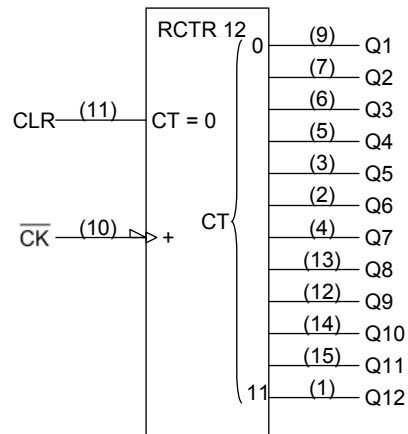 RCTR 12
0 (9) Q1
(7) Q2
(6) Q3
CLR (11) CT = 0
(5) Q4
(3) Q5
(2) Q6
C̅K̅ (10) + CT (4) Q7
(13) Q8
(12) Q9
(14) Q10
(15) Q11
11 (1) Q12